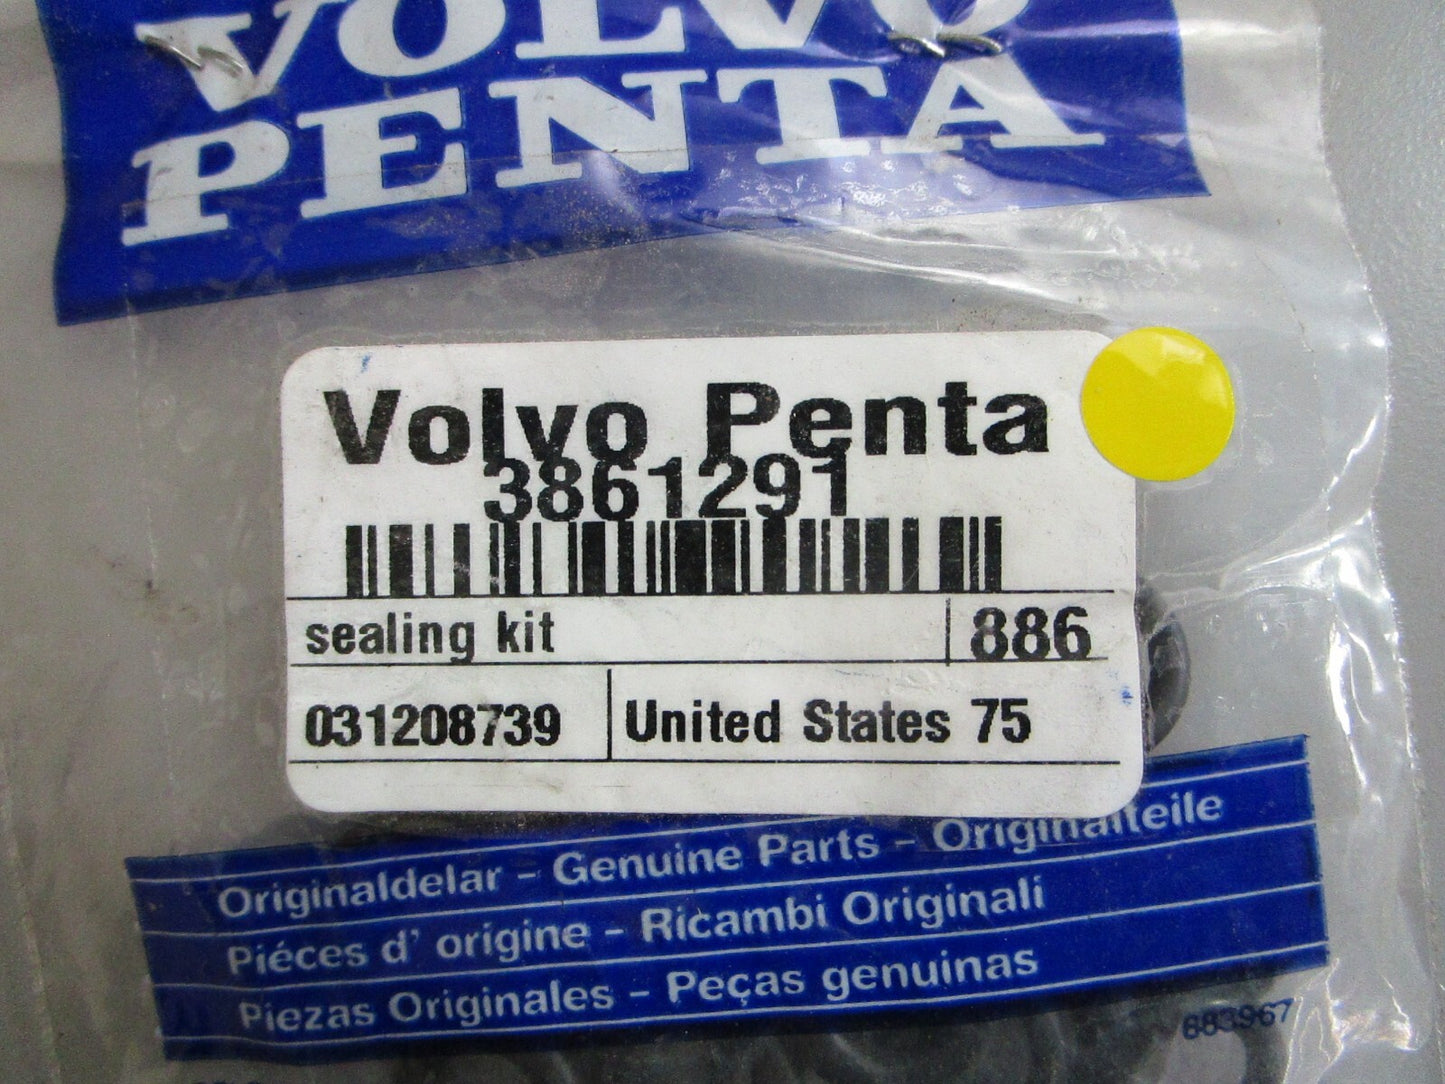 VOLVO
PENTA
Volvo Penta
3861291
sealing kit 886
031208739 United States 75
Originaldelar - Genuine Parts - Originalteile
Piéces d' origine - Ricambi Originali
Piezas Originales - Peças genuinas
883967